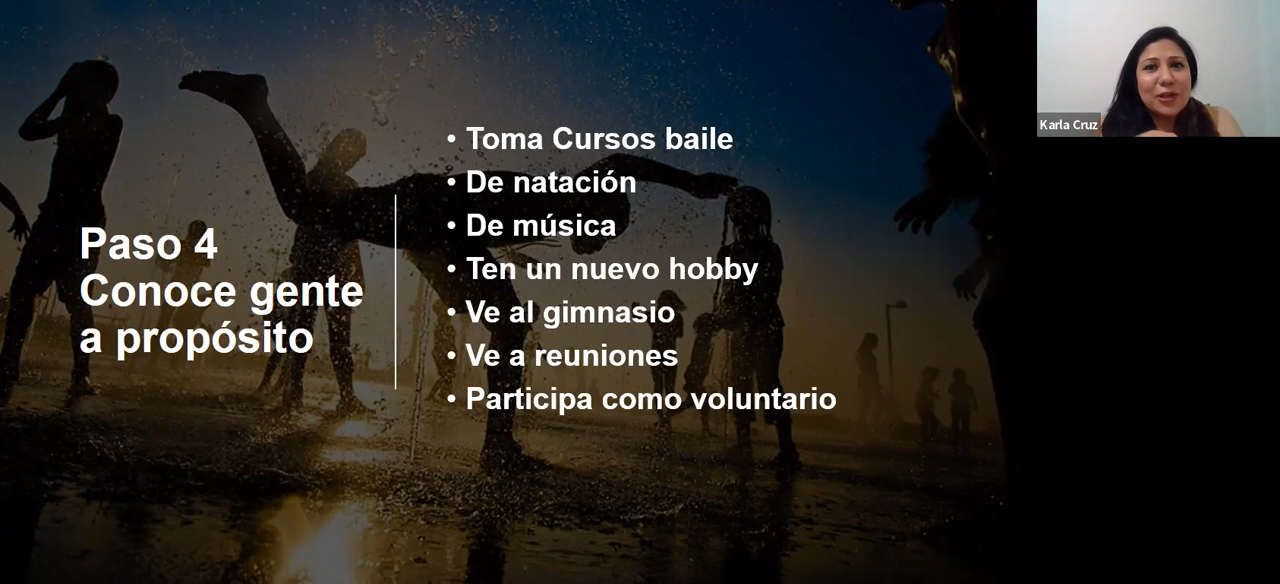 Paso 4
Conoce gente
a propósito
• Toma Cursos baile
• De natación
• De música
• Ten un nuevo hobby
• Ve al gimnasio
• Ve a reuniones
• Participa como voluntario
Karla Cruz